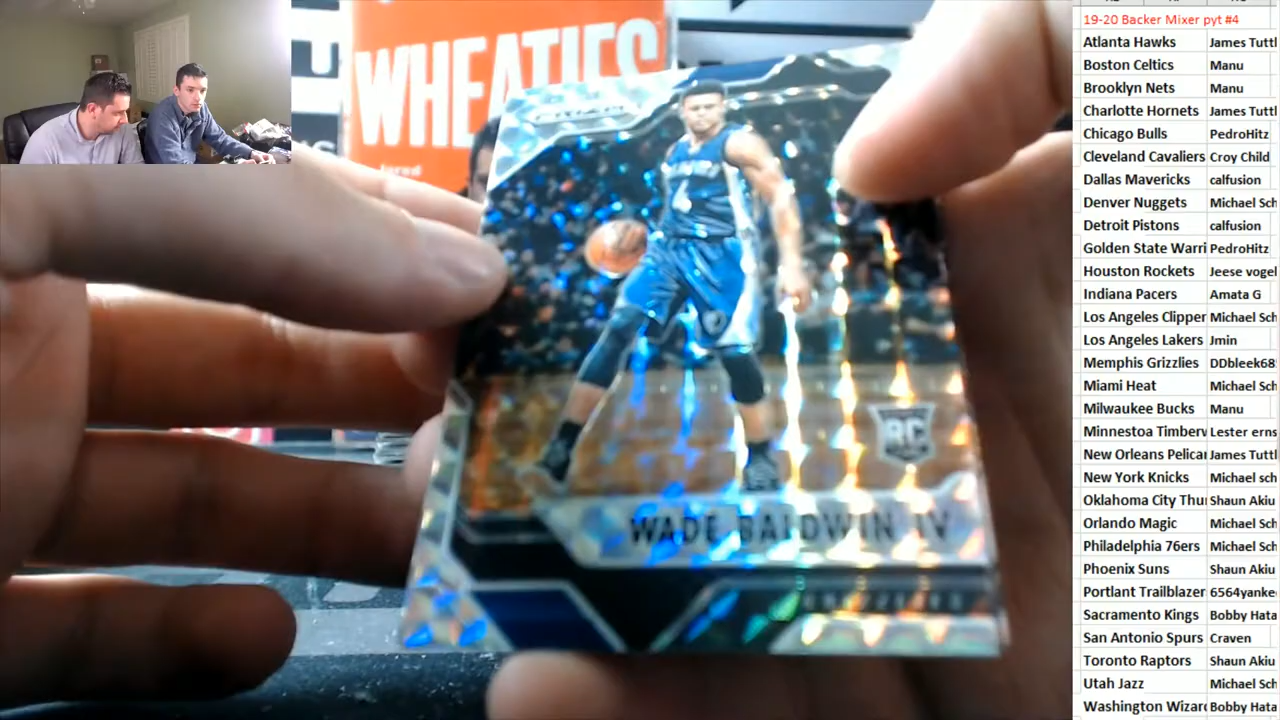 WHEATIES
PRIZM
4
RC
WADE BALDWIN IV
GRIZZLIES
19-20 Backer Mixer pyt #4
Atlanta Hawks James Tuttl
Boston Celtics Manu
Brooklyn Nets Manu
Charlotte Hornets James Tuttl
Chicago Bulls PedroHitz
Cleveland Cavaliers Croy Child
Dallas Mavericks calfusion
Denver Nuggets Michael Sch
Detroit Pistons calfusion
Golden State Warri PedroHitz
Houston Rockets Jeese vogel
Indiana Pacers Amata G
Los Angeles Clipper Michael Sch
Los Angeles Lakers Jmin
Memphis Grizzlies DDbleek68
Miami Heat Michael Sch
Milwaukee Bucks Manu
Minnestoa Timberv Lester erns
New Orleans Pelica James Tuttl
New York Knicks Michael sch
Oklahoma City Thu Shaun Akiu
Orlando Magic Michael Sch
Philadelphia 76ers Michael Sch
Phoenix Suns Shaun Akiu
Portlant Trailblazer 6564yanke
Sacramento Kings Bobby Hata
San Antonio Spurs Craven
Toronto Raptors Shaun Akiu
Utah Jazz Michael Sch
Washington Wizard Bobby Hata